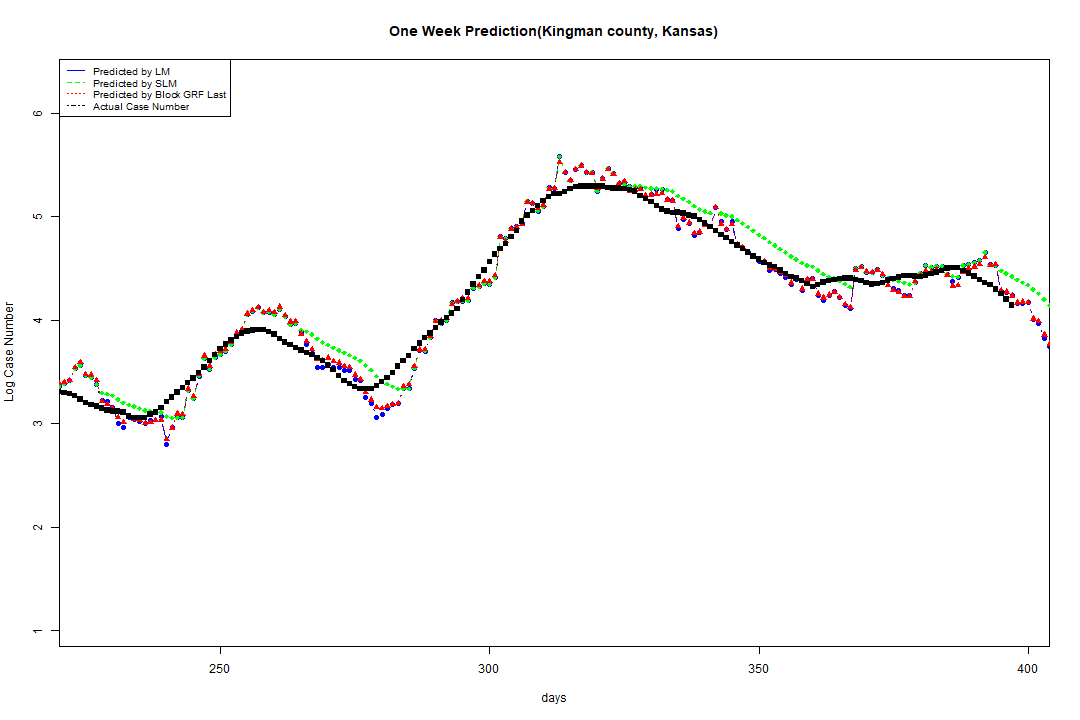 One Week Prediction(Kingman county, Kansas)
Predicted by LM
Predicted by SLM
Predicted by Block GRF Last
Actual Case Number
Log Case Number
6
5
4
3
2
1
250 300 350 400
days